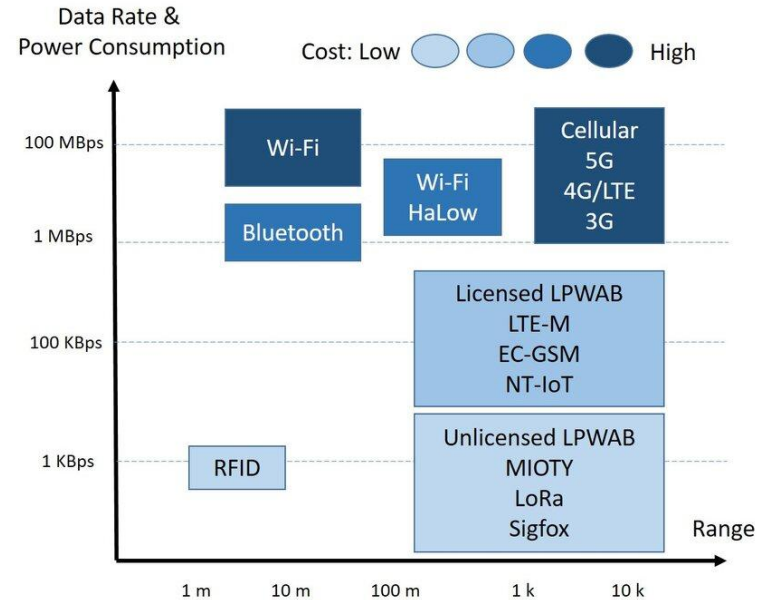 Data Rate &
Power Consumption
Cost: Low
High
100 MBps
1 MBps
100 KBps
1 KBps
Wi-Fi
Bluetooth
Wi-Fi
HaLow
Cellular
5G
4G/LTE
3G
Licensed LPWAB
LTE-M
EC-GSM
NT-IoT
RFID
Unlicensed LPWAB
MIOTY
LoRa
Sigfox
Range
1 m
10 m
100 m
1 k
10 k